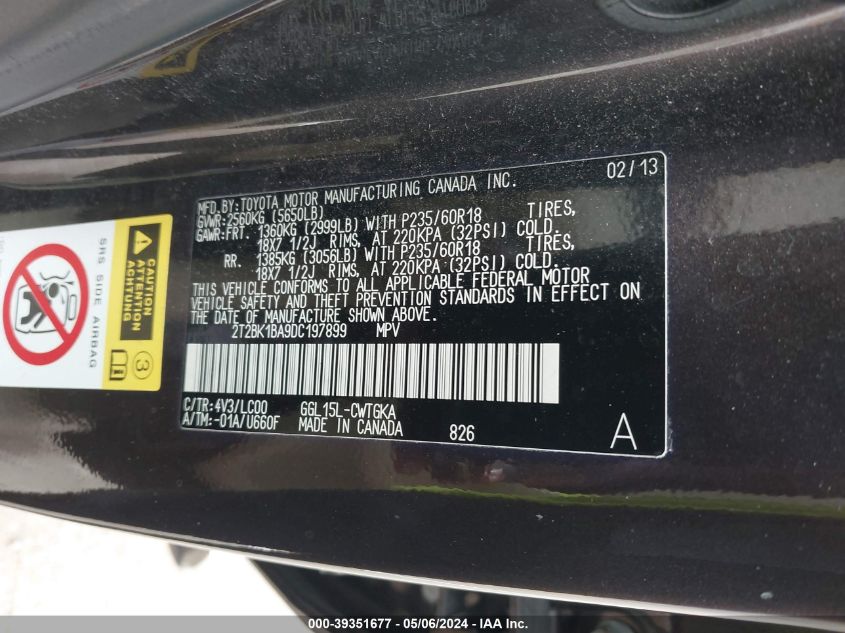 MFD.BY:TOYOTA MOTOR MANUFACTURING CANADA INC. 02/13
GVWR:2560KG (5650LB)
GAWR:FRT. 1360KG (2999LB) WITH P235/60R18 TIRES,
18X7 1/2J RIMS, AT 220KPA (32PSI) COLD.
RR. 1385KG (3056LB) WITH P235/60R18 TIRES,
18X7 1/2J RIMS, AT 220KPA (32PSI) COLD.
THIS VEHICLE CONFORMS TO ALL APPLICABLE FEDERAL MOTOR
VEHICLE SAFETY AND THEFT PREVENTION STANDARDS IN EFFECT ON
THE DATE OF MANUFACTURE SHOWN ABOVE.
2T2BK1BA9DC197899 MPV
C/TR:4V3/LC00 GGL15L-CWTGKA
A/TM:-01A/U660F MADE IN CANADA 826 A
SRS SIDE AIRBAG
CAUTION
ATTENTION
ACHTUNG
3
000-39351677 - 05/06/2024 - IAA Inc.